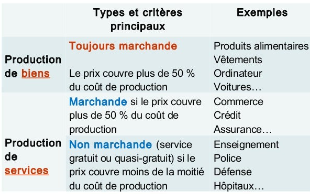 Types et critères principaux
Exemples
Production de biens
Toujours marchande
Le prix couvre plus de 50 %
du coût de production
Produits alimentaires
Vêtements
Ordinateur
Voitures…
Production de services
Marchande si le prix couvre
plus de 50 % du coût de
production
Commerce
Crédit
Assurance…
Non marchande (service
gratuit ou quasi-gratuit) si le
prix couvre moins de la moitié
du coût de production
Enseignement
Police
Défense
Hôpitaux…